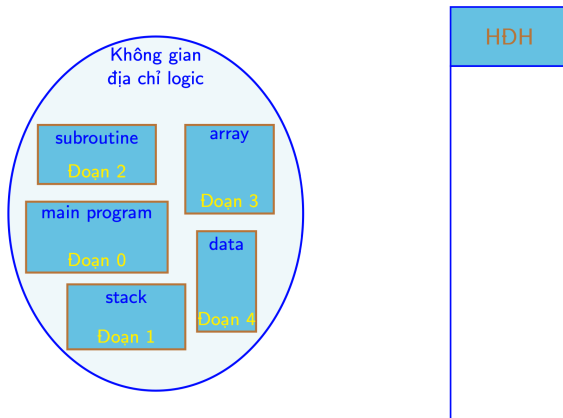 Không gian
địa chỉ logic
subroutine
Đoạn 2
array
Đoạn 3
main program
Đoạn 0
data
Đoạn 4
stack
Đoạn 1
HĐH